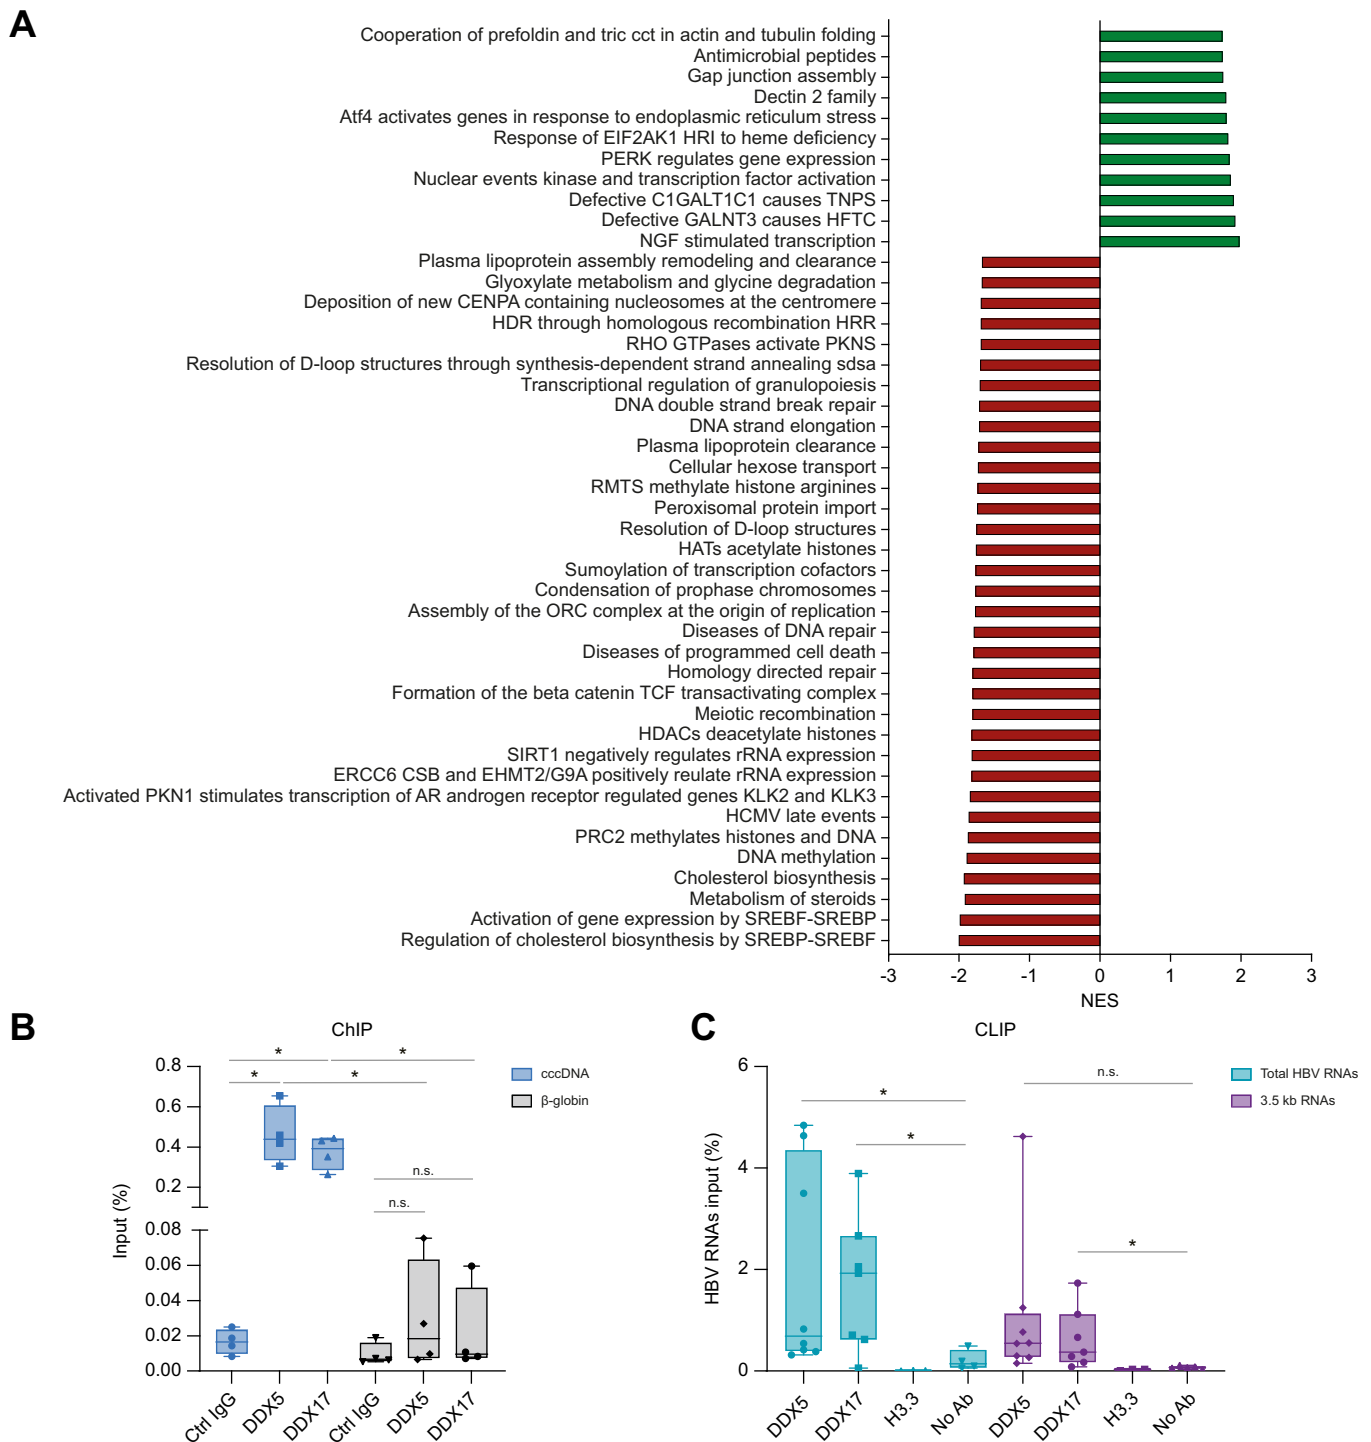 A
Cooperation of prefoldin and tric cct in actin and tubulin folding
Antimicrobial peptides
Gap junction assembly
Dectin 2 family
Atf4 activates genes in response to endoplasmic reticulum stress
Response of EIF2AK1 HRI to heme deficiency
PERK regulates gene expression
Nuclear events kinase and transcription factor activation
Defective C1GALT1C1 causes TNPS
Defective GALNT3 causes HFTC
NGF stimulated transcription
Plasma lipoprotein assembly remodeling and clearance
Glyoxylate metabolism and glycine degradation
Deposition of new CENPA containing nucleosomes at the centromere
HDR through homologous recombination HRR
RHO GTPases activate PKNS
Resolution of D-loop structures through synthesis-dependent strand annealing sdsa
Transcriptional regulation of granulopoiesis
DNA double strand break repair
DNA strand elongation
Plasma lipoprotein clearance
Cellular hexose transport
RMTS methylate histone arginines
Peroxisomal protein import
Resolution of D-loop structures
HATs acetylate histones
Sumoylation of transcription cofactors
Condensation of prophase chromosomes
Assembly of the ORC complex at the origin of replication
Diseases of DNA repair
Diseases of programmed cell death
Homology directed repair
Formation of the beta catenin TCF transactivating complex
Meiotic recombination
HDACs deacetylate histones
SIRT1 negatively regulates rRNA expression
ERCC6 CSB and EHMT2/G9A positively reulate rRNA expression
Activated PKN1 stimulates transcription of AR androgen receptor regulated genes KLK2 and KLK3
HCMV late events
PRC2 methylates histones and DNA
DNA methylation
Cholesterol biosynthesis
Metabolism of steroids
Activation of gene expression by SREBF-SREBP
Regulation of cholesterol biosynthesis by SREBP-SREBF
-3 -2 -1 0 1 2 3
NES
B
ChIP
Input (%)
0.8
0.6
0.4
0.2
0.08
0.06
0.04
0.02
0.00
* *
* *
n.s.
n.s.
cccDNA
β-globin
Ctrl IgG DDX5 DDX17 Ctrl IgG DDX5 DDX17
C
CLIP
HBV RNAs input (%)
6
4
2
0
n.s.
*
*
*
Total HBV RNAs
3.5 kb RNAs
DDX5 DDX17 H3.3 No Ab DDX5 DDX17 H3.3 No Ab